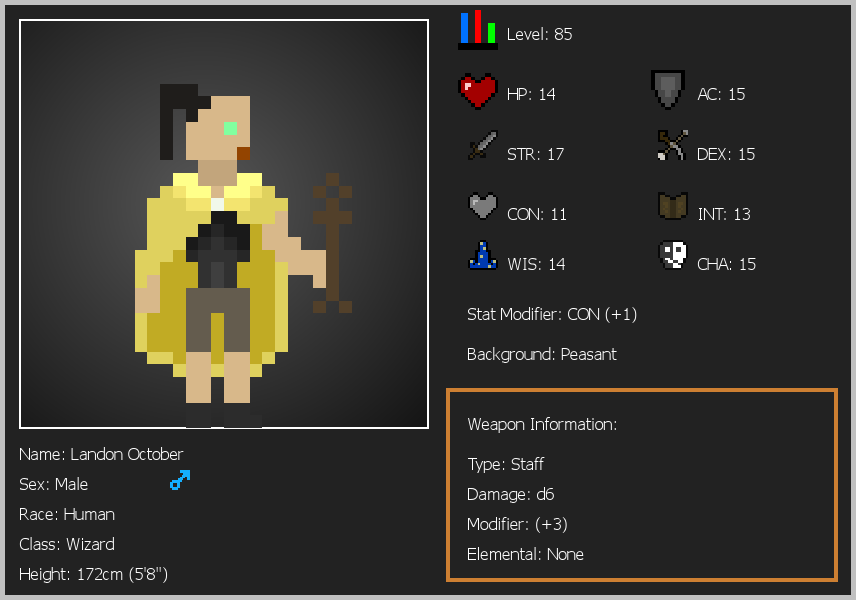 Level: 85
HP: 14
AC: 15
STR: 17
DEX: 15
CON: 11
INT: 13
WIS: 14
CHA: 15
Stat Modifier: CON (+1)
Background: Peasant
Weapon Information:
Type: Staff
Damage: d6
Modifier: (+3)
Elemental: None
Name: Landon October
Sex: Male
Race: Human
Class: Wizard
Height: 172cm (5'8")